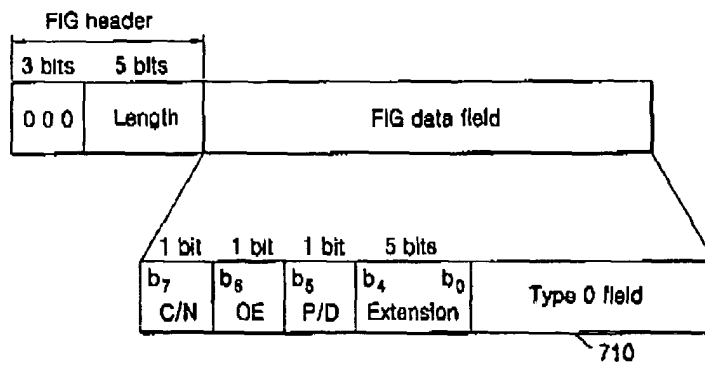 FIG header
3 bits 5 bits
0 0 0 Length FIG data field
1 bit 1 bit 1 bit 5 bits
b7 b6 b5 b4 b0
C/N OE P/D Extension Type 0 field
710